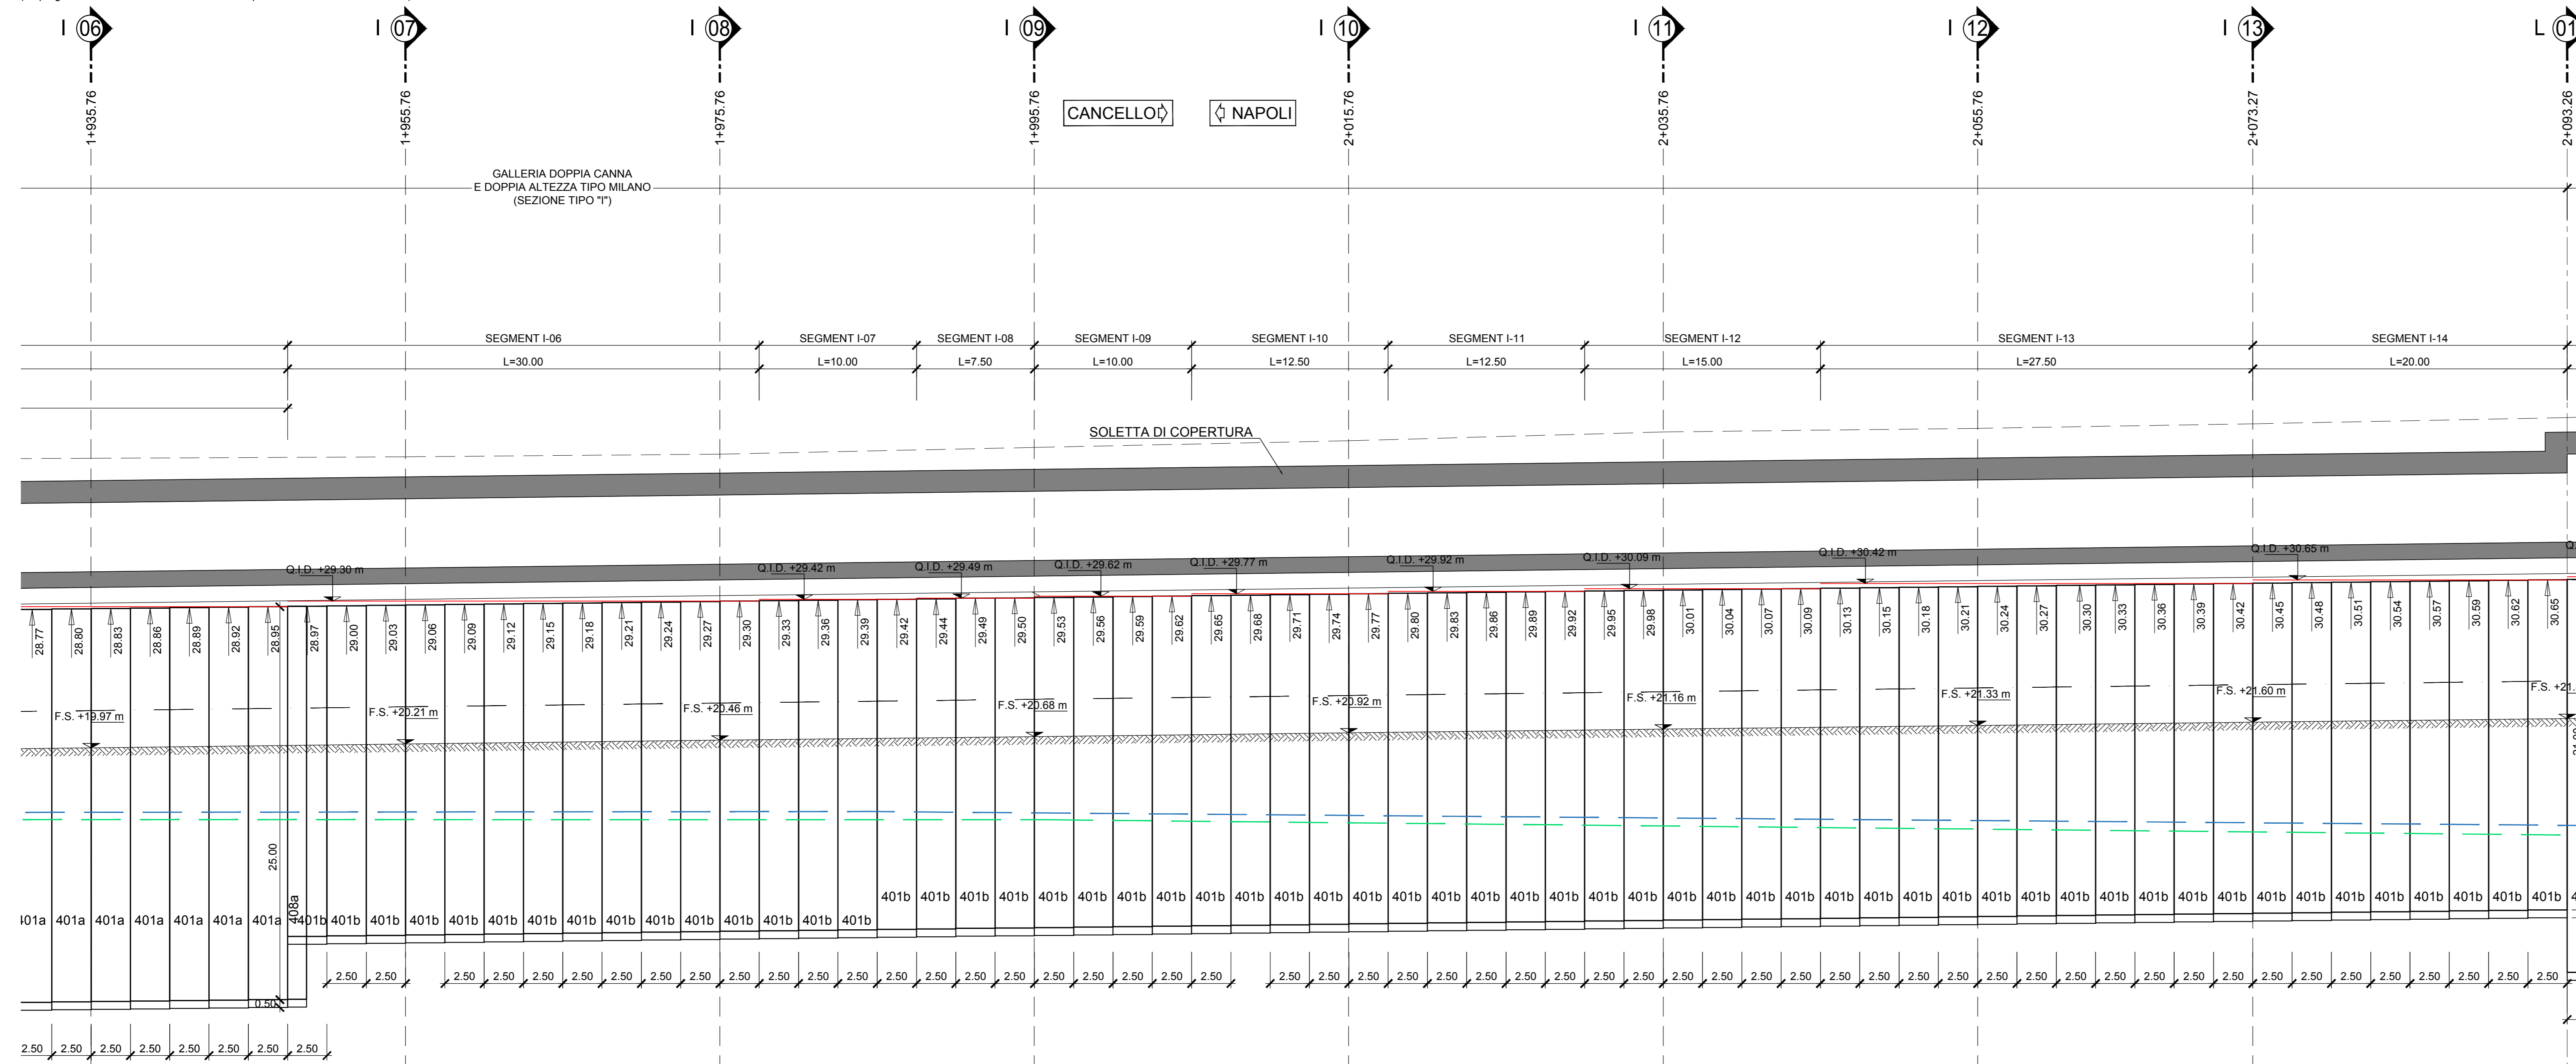 I 06 I 07 I 08 I 09 I 10 I 11 I 12 I 13 L 01
1+935.76 1+955.76 1+975.76 1+995.76 2+015.76 2+035.76 2+055.76 2+073.27 2+093.26
CANCELLO NAPOLI
GALLERIA DOPPIA CANNA
E DOPPIA ALTEZZA TIPO MILANO
(SEZIONE TIPO "I")
SEGMENT I-06 SEGMENT I-07 SEGMENT I-08 SEGMENT I-09 SEGMENT I-10 SEGMENT I-11 SEGMENT I-12 SEGMENT I-13 SEGMENT I-14
L=30.00 L=10.00 L=7.50 L=10.00 L=12.50 L=12.50 L=15.00 L=27.50 L=20.00
SOLETTA DI COPERTURA
Q.I.D. +29.30 m Q.I.D. +29.42 m Q.I.D. +29.49 m Q.I.D. +29.62 m Q.I.D. +29.77 m Q.I.D. +29.92 m Q.I.D. +30.09 m Q.I.D. +30.42 m Q.I.D. +30.65 m
28.77 28.80 28.83 28.86 28.89 28.92 28.95 28.97 29.00 29.03 29.06 29.09 29.12 29.15 29.18 29.21 29.24 29.27 29.30 29.33 29.36 29.39 29.42 29.44 29.49 29.50 29.53 29.56 29.59 29.62 29.65 29.68 29.71 29.74 29.77 29.80 29.83 29.86 29.89 29.92 29.95 29.98 30.01 30.04 30.07 30.09 30.13 30.15 30.18 30.21 30.24 30.27 30.30 30.33 30.36 30.39 30.42 30.45 30.48 30.51 30.54 30.57 30.59 30.62 30.65
F.S. +19.97 m F.S. +20.21 m F.S. +20.46 m F.S. +20.68 m F.S. +20.92 m F.S. +21.16 m F.S. +21.33 m F.S. +21.60 m F.S. +21.
25.00
401b 401b 401b 401b 401b 401b 401b 401b 401b 401b 401b 401b 401b 401b 401b 401b 401b 401b 401b 401b 401b 401b 401b 401b 401b 401b 401b 401b 401b 401b 401b 401b 401b 401b 401b 401b 401b 401b 401b 401b 401b 401b 401b
401a 401a 401a 401a 401a 401a 401a 408a 401b 401b 401b 401b 401b 401b 401b 401b 401b 401b 401b 401b 401b 401b 401b
2.50 2.50 2.50 2.50 2.50 2.50 2.50 2.50 2.50 2.50 2.50 2.50 2.50 2.50 2.50 2.50 2.50 2.50 2.50 2.50 2.50 2.50 2.50 2.50 2.50 2.50 2.50 2.50 2.50 2.50 2.50 2.50 2.50 2.50 2.50 2.50 2.50 2.50 2.50 2.50 2.50 2.50 2.50 2.50 2.50 2.50 2.50 2.50 2.50 2.50 2.50 2.50 2.50 2.50 2.50
0.50
2.50 2.50 2.50 2.50 2.50 2.50 2.50 2.50